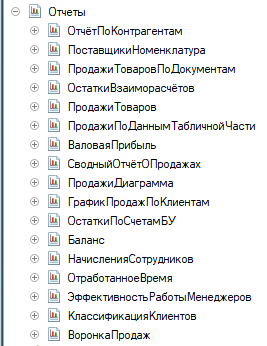 Отчеты
ОтчётПоКонтрагентам
ПоставщикиНоменклатура
ПродажиТоваровПоДокументам
ОстаткиВзаиморасчётов
ПродажиТоваров
ПродажиПоДаннымТабличнойЧасти
ВаловаяПрибыль
СводныйОтчётОПродажах
ПродажиДиаграмма
ГрафикПродажПоКлиентам
ОстаткиПоСчетамБУ
Баланс
НачисленияСотрудников
ОтработанноеВремя
ЭффективностьРаботыМенеджеров
КлассификацияКлиентов
ВоронкаПродаж